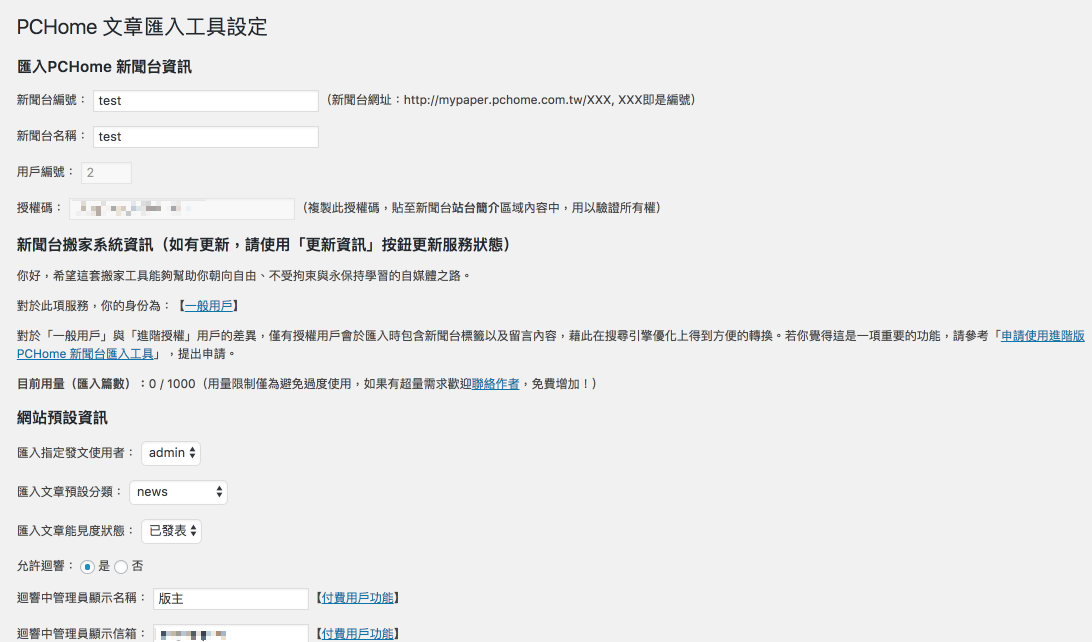 PCHome 文章匯入工具設定
匯入PCHome 新聞台資訊
新聞台編號： test （新聞台網址：http://mypaper.pchome.com.tw/XXX, XXX即是編號）
新聞台名稱： test
用戶編號： 2
授權碼： （複製此授權碼，貼至新聞台站台簡介區域內容中，用以驗證所有權）
新聞台搬家系統資訊（如有更新，請使用「更新資訊」按鈕更新服務狀態）
你好，希望這套搬家工具能夠幫助你朝向自由、不受拘束與永保持學習的自媒體之路。
對於此項服務，你的身份為：【一般用戶】
對於「一般用戶」與「進階授權」用戶的差異，僅有授權用戶會於匯入時包含新聞台標籤以及留言內容，藉此在搜尋引擎優化上得到方便的轉換。若你覺得這是一項重要的功能，請參考「申請使用進階版
PCHome 新聞台匯入工具」，提出申請。
目前用量（匯入篇數）：0 / 1000（用量限制僅為避免過度使用，如果有超量需求歡迎聯絡作者，免費增加！）
網站預設資訊
匯入指定發文使用者： admin
匯入文章預設分類： news
匯入文章能見度狀態： 已發表
允許迴響： 是 否
迴響中管理員顯示名稱： 版主 【付費用戶功能】
迴響中管理員顯示信箱： 【付費用戶功能】